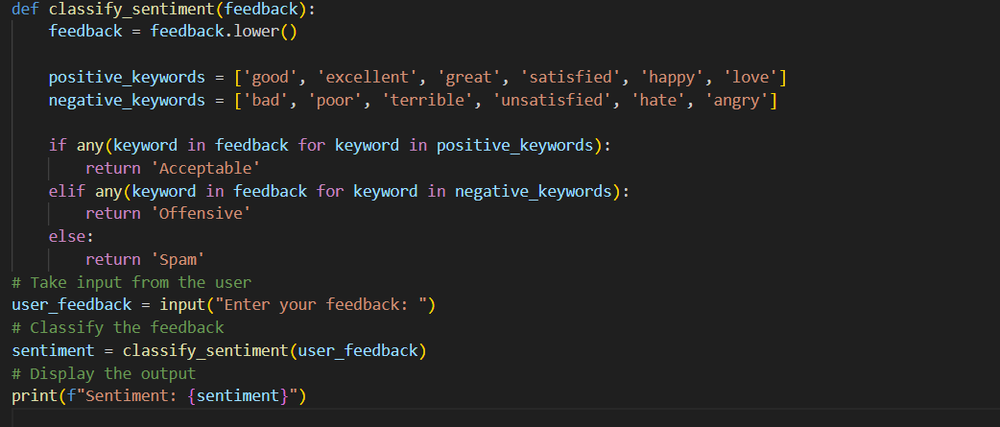 def classify_sentiment(feedback):
    feedback = feedback.lower()

    positive_keywords = ['good', 'excellent', 'great', 'satisfied', 'happy', 'love']
    negative_keywords = ['bad', 'poor', 'terrible', 'unsatisfied', 'hate', 'angry']

    if any(keyword in feedback for keyword in positive_keywords):
        return 'Acceptable'
    elif any(keyword in feedback for keyword in negative_keywords):
        return 'Offensive'
    else:
        return 'Spam'
# Take input from the user
user_feedback = input("Enter your feedback: ")
# Classify the feedback
sentiment = classify_sentiment(user_feedback)
# Display the output
print(f"Sentiment: {sentiment}")